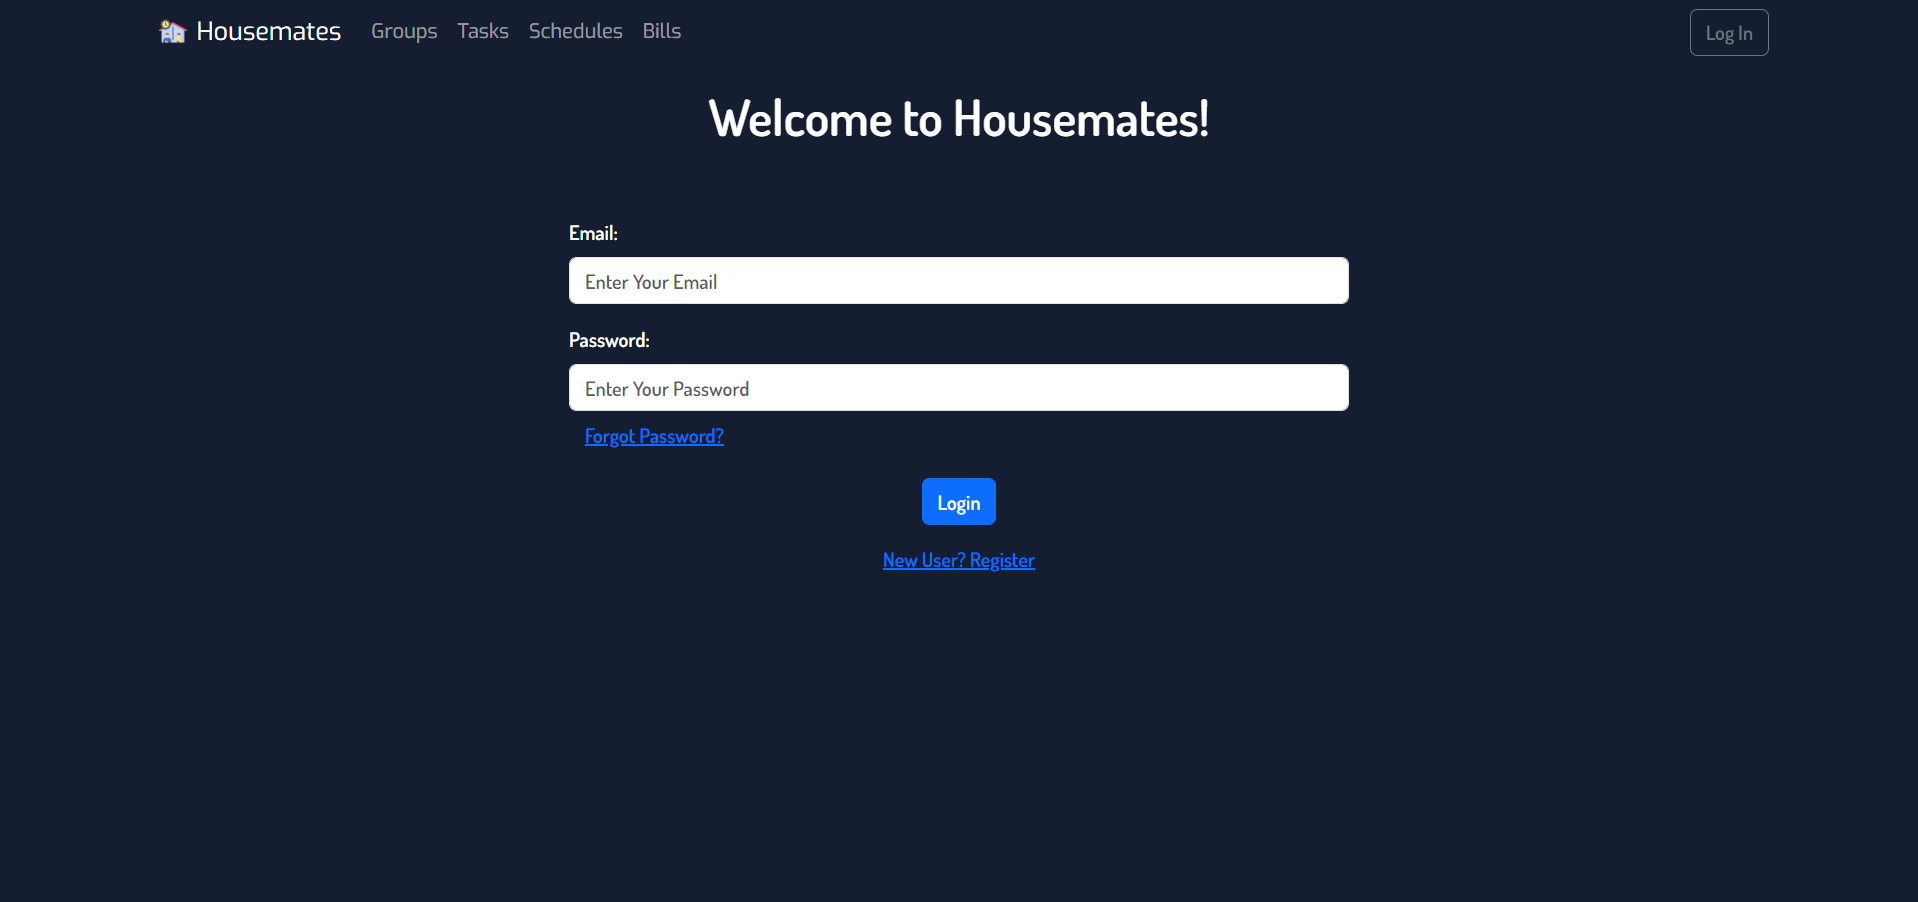 Housemates Groups Tasks Schedules Bills Log In
Welcome to Housemates!
Email:
Enter Your Email
Password:
Enter Your Password
Forgot Password?
Login
New User? Register